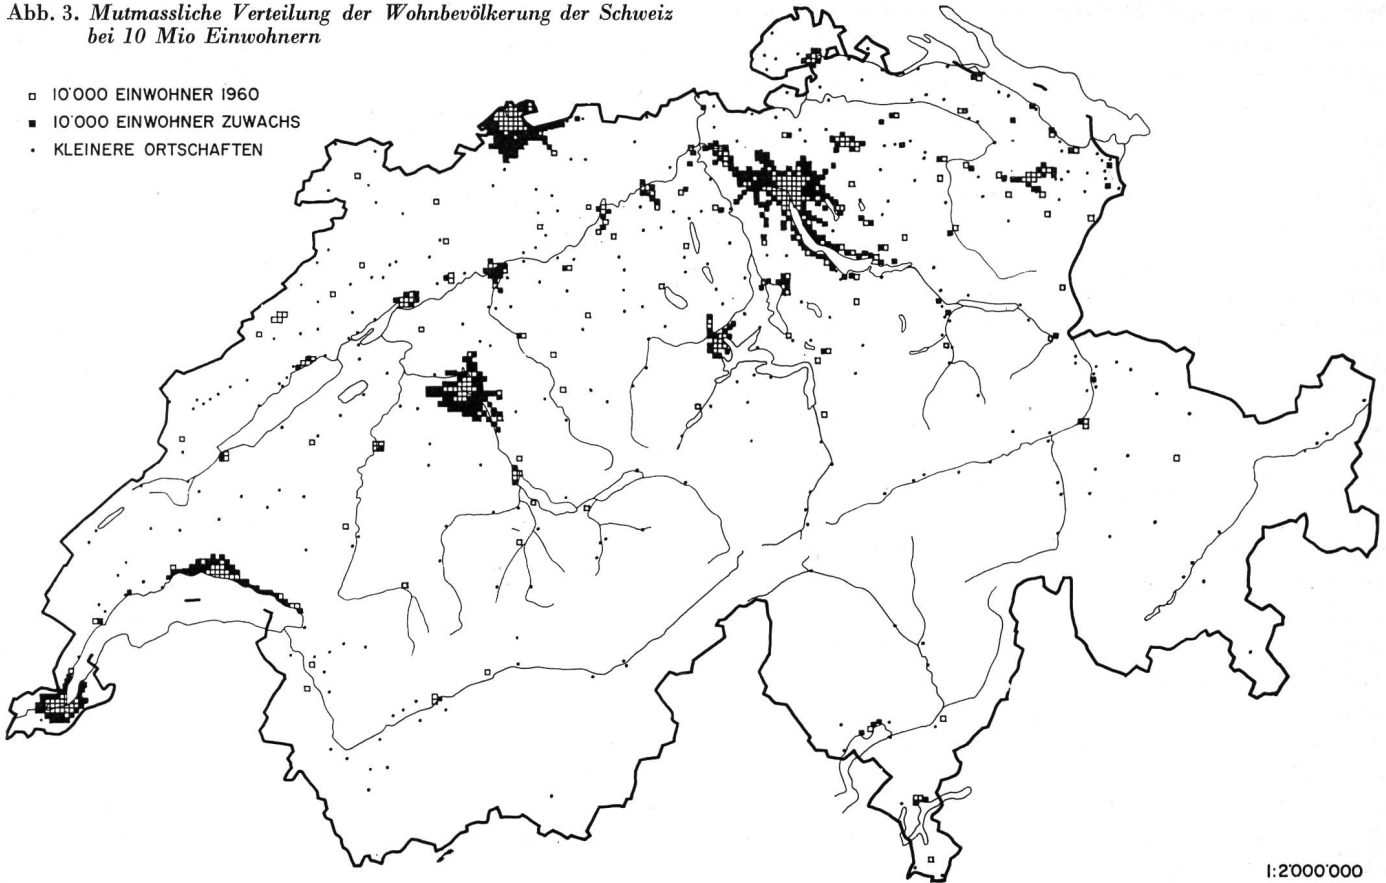 Abb. 3. Mutmassliche Verteilung der Wohnbevölkerung der Schweiz
bei 10 Mio Einwohnern
10'000 EINWOHNER 1960
10'000 EINWOHNER ZUWACHS
KLEINERE ORTSCHAFTEN
1:2'000'000